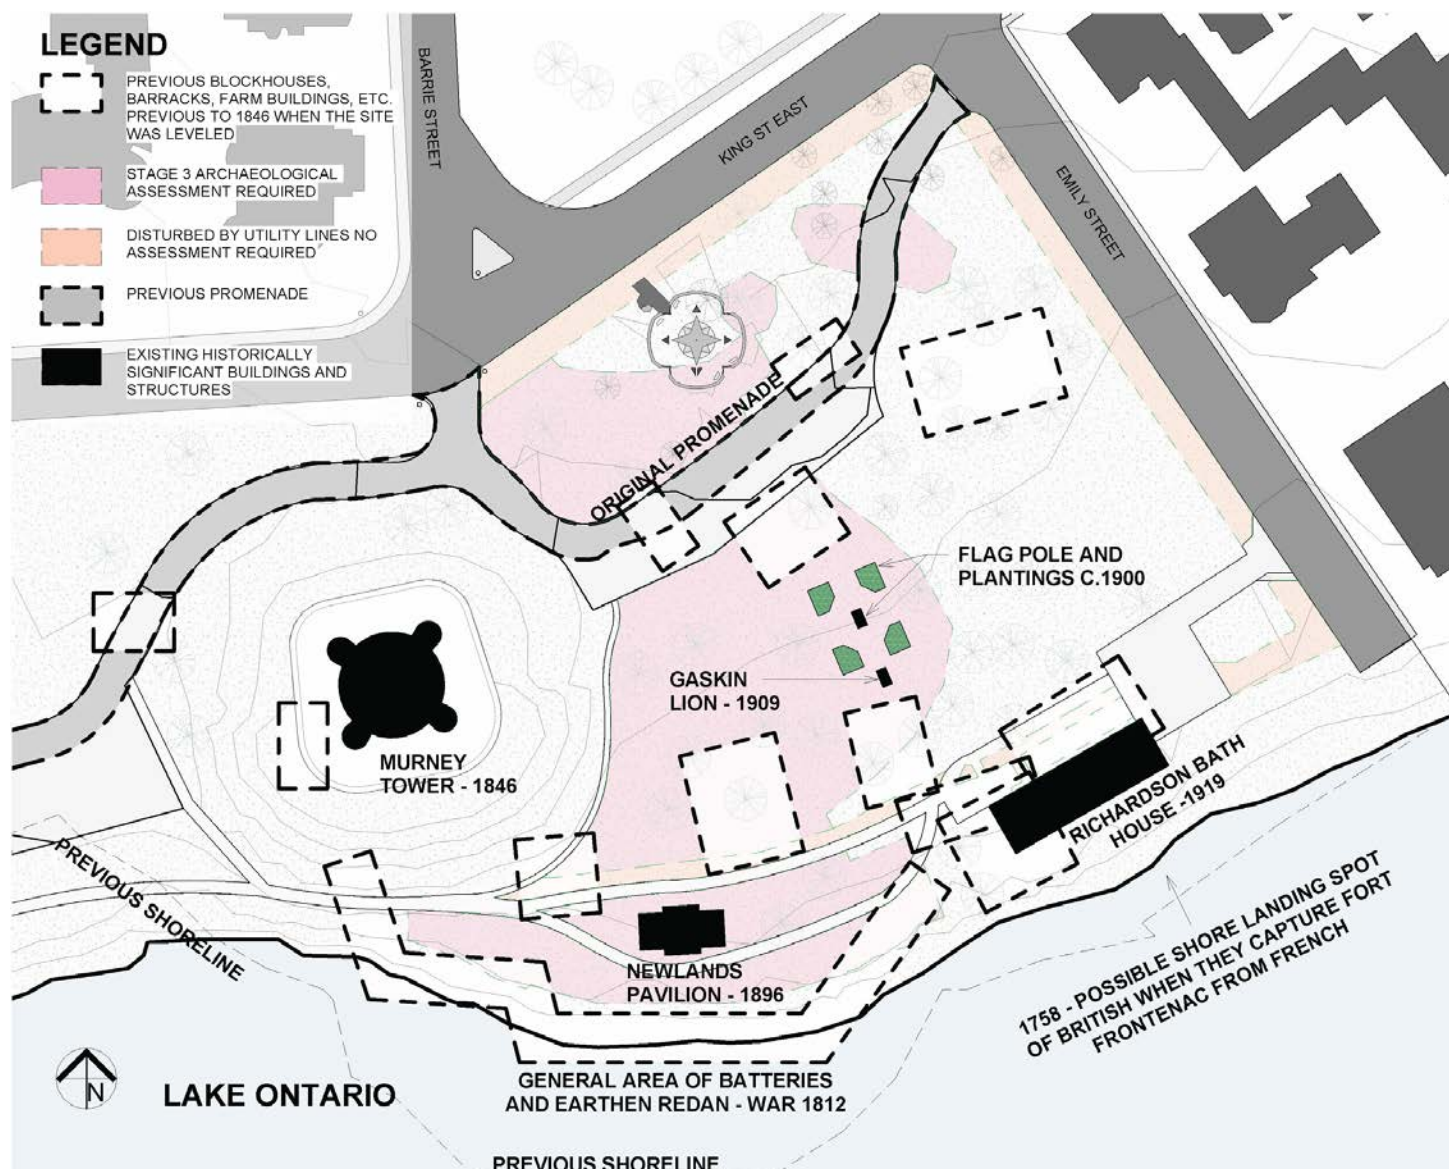 LEGEND
PREVIOUS BLOCKHOUSES,
BARRACKS, FARM BUILDINGS, ETC.
PREVIOUS TO 1846 WHEN THE SITE
WAS LEVELED
STAGE 3 ARCHAEOLOGICAL
ASSESSMENT REQUIRED
DISTURBED BY UTILITY LINES NO
ASSESSMENT REQUIRED
PREVIOUS PROMENADE
EXISTING HISTORICALLY
SIGNIFICANT BUILDINGS AND
STRUCTURES
BARRIE STREET
KING ST EAST
EMILY STREET
ORIGINAL PROMENADE
FLAG POLE AND
PLANTINGS C.1900
GASKIN
LION - 1909
MURNEY
TOWER - 1846
RICHARDSON BATH
HOUSE -1919
PREVIOUS SHORELINE
NEWLANDS
PAVILION - 1896
1758 - POSSIBLE SHORE LANDING SPOT
OF BRITISH WHEN THEY CAPTURE FORT
FRONTENAC FROM FRENCH
N
LAKE ONTARIO
GENERAL AREA OF BATTERIES
AND EARTHEN REDAN - WAR 1812
PREVIOUS SHORELINE